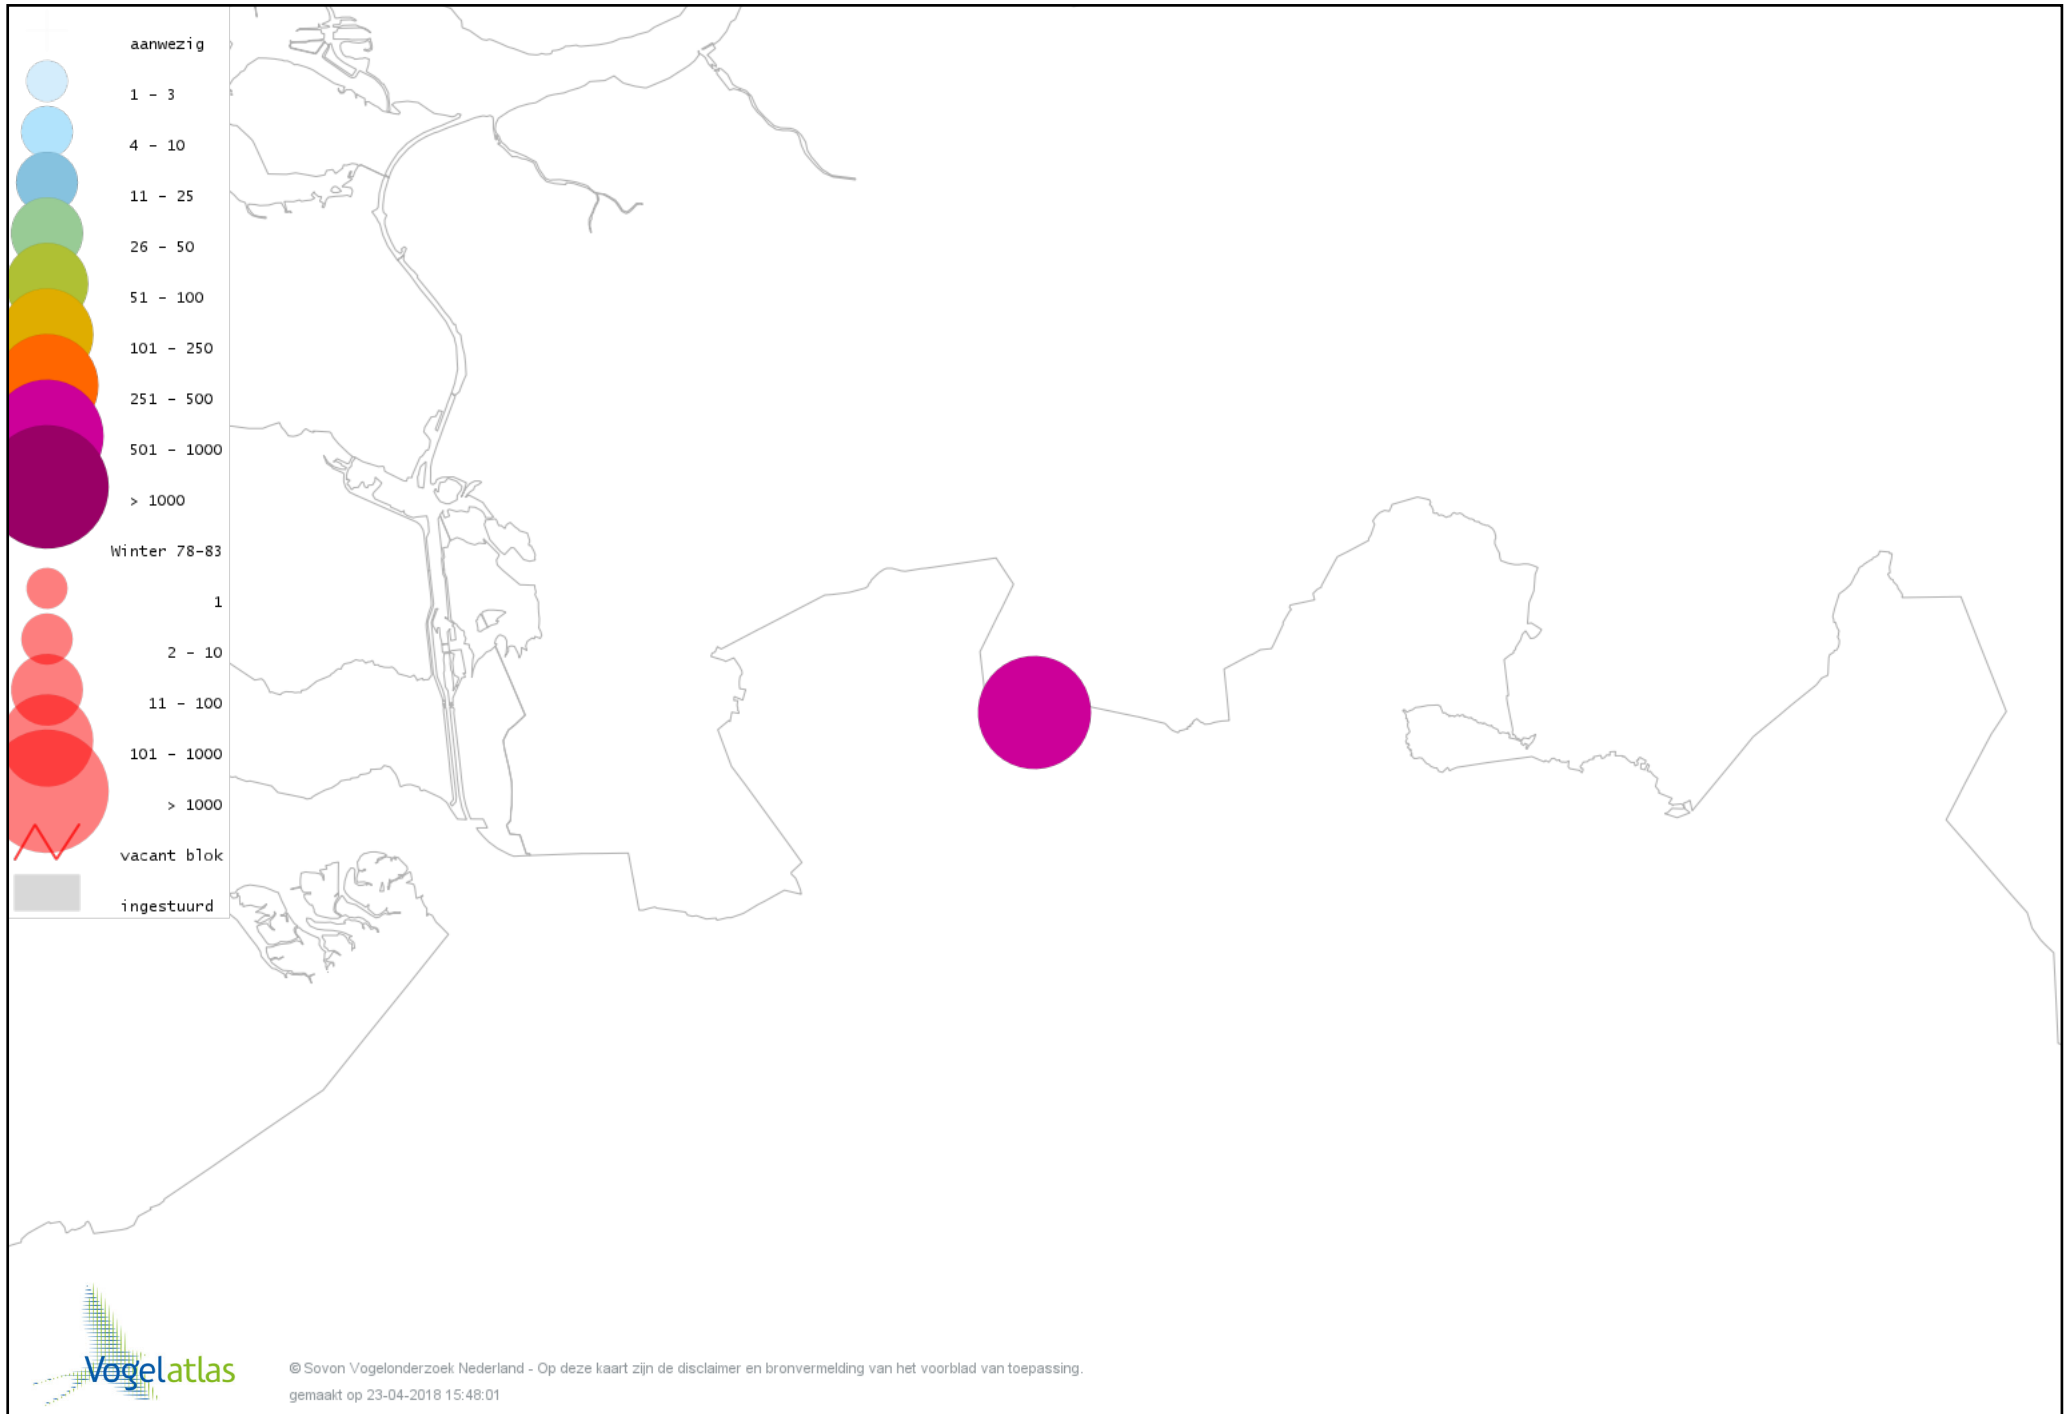 aanwezig
1 - 3
4 - 10
11 - 25
26 - 50
51 - 100
101 - 250
251 - 500
501 - 1000
> 1000
Winter 78-83
1
2 - 10
11 - 100
101 - 1000
> 1000
vacant blok
ingestuurd
Vogelatlas
© Sovon Vogelonderzoek Nederland - Op deze kaart zijn de disclaimer en bronvermelding van het voorblad van toepassing.
gemaakt op 23-04-2018 15:48:01